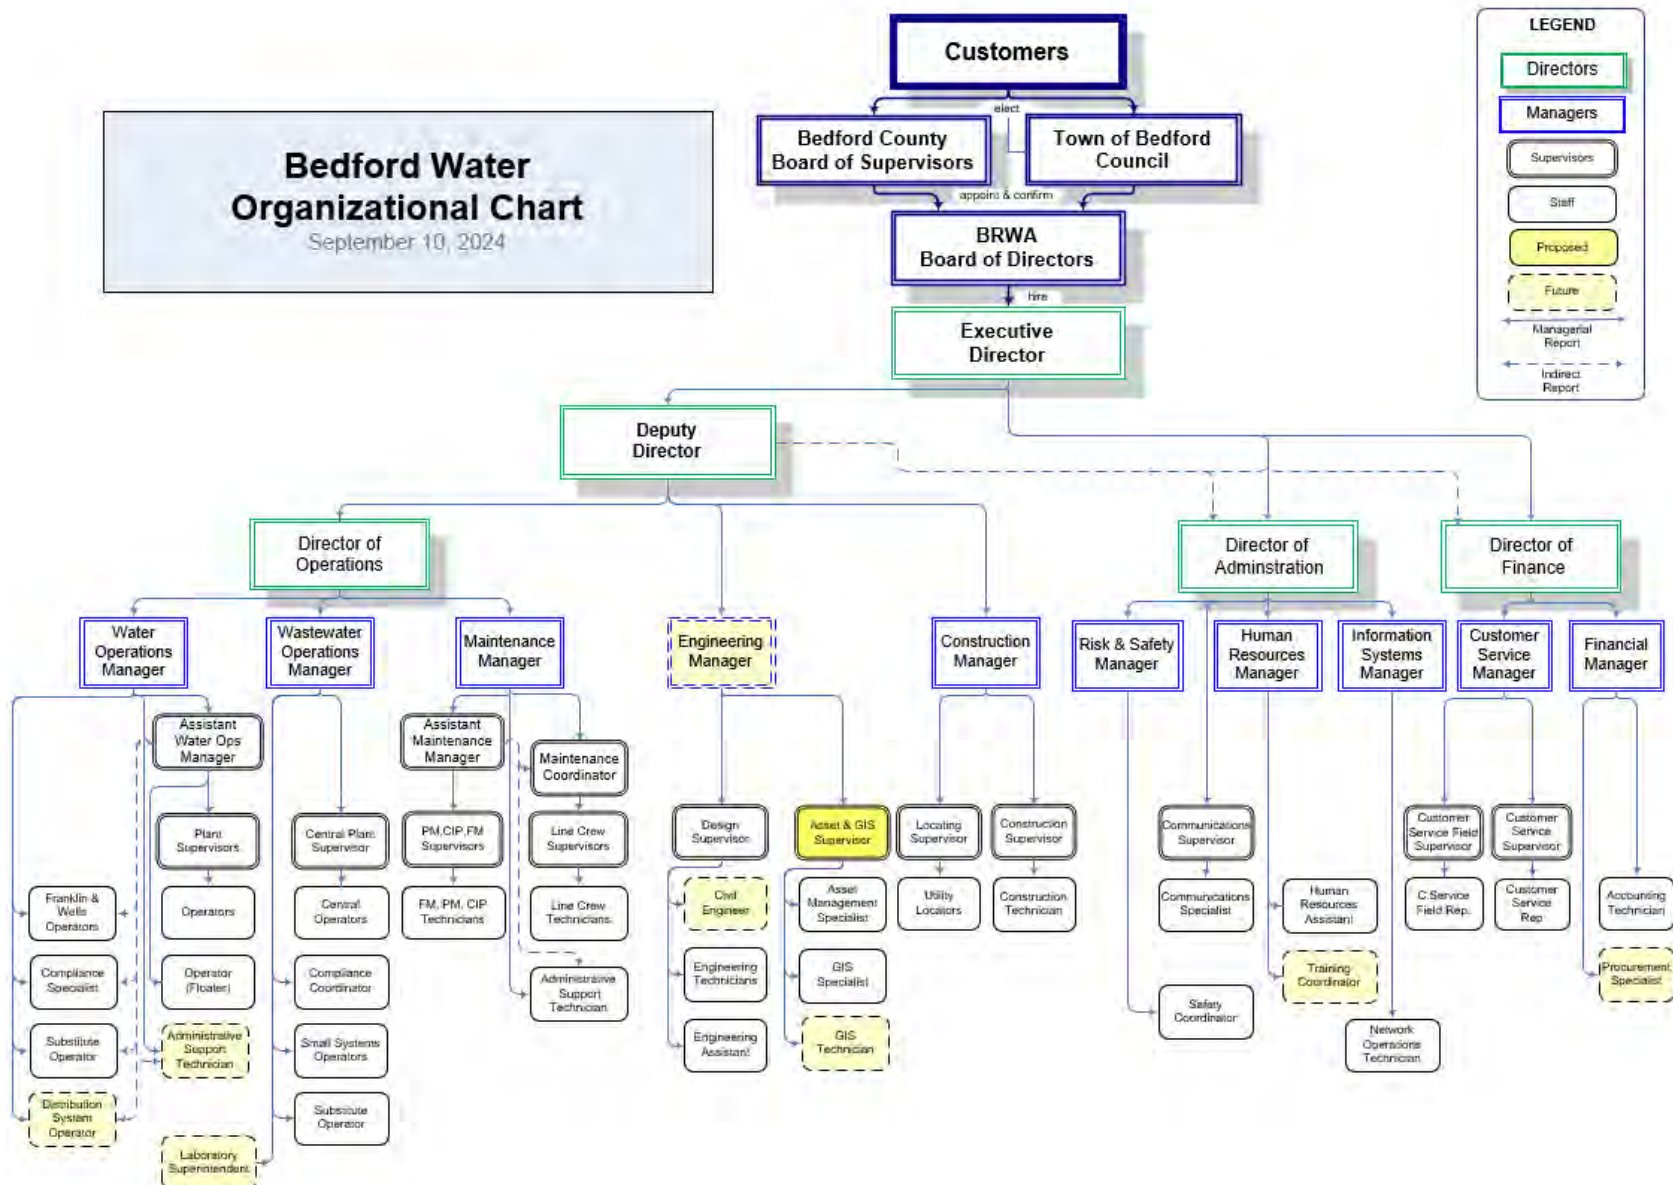 Customers
elect
Bedford County
Board of Supervisors
Town of Bedford
Council
appoint & confirm
BRWA
Board of Directors
hire
Executive
Director
Bedford Water
Organizational Chart
September 10, 2024
LEGEND
Directors
Managers
Supervisors
Staff
Proposed
Future
Managerial
Report
Indirect
Report
Deputy
Director
Director of
Operations
Director of
Adminstration
Director of
Finance
Water
Operations
Manager
Wastewater
Operations
Manager
Maintenance
Manager
Engineering
Manager
Construction
Manager
Risk & Safety
Manager
Human
Resources
Manager
Information
Systems
Manager
Customer
Service
Manager
Financial
Manager
Assistant
Water Ops
Manager
Assistant
Maintenance
Manager
Maintenance
Coordinator
Plant
Supervisors
Central Plant
Supervisor
PM,CIP,FM
Supervisors
Line Crew
Supervisors
Design
Supervisor
Asset & GIS
Supervisor
Locating
Supervisor
Construction
Supervisor
Communications
Supervisor
Customer
Service Field
Supervisor
Customer
Service
Supervisor
Franklin &
Wells
Operators
Operators
Central
Operators
FM, PM, CIP
Technicians
Line Crew
Technicians
Civil
Engineer
Asset
Management
Specialist
Utility
Locators
Construction
Technician
Communications
Specialist
Human
Resources
Assistant
C.Service
Field Rep.
Customer
Service
Rep
Accounting
Technician
Compliance
Specialist
Operator
(Floater)
Compliance
Coordinator
Administrative
Support
Technician
Engineering
Technicians
GIS
Specialist
Safety
Coordinator
Training
Coordinator
Procurement
Specialist
Substitute
Operator
Administrative
Support
Technician
Small Systems
Operators
Engineering
Assistant
GIS
Technician
Network
Operations
Technician
Distribution
System
Operator
Substitute
Operator
Laboratory
Superintendent